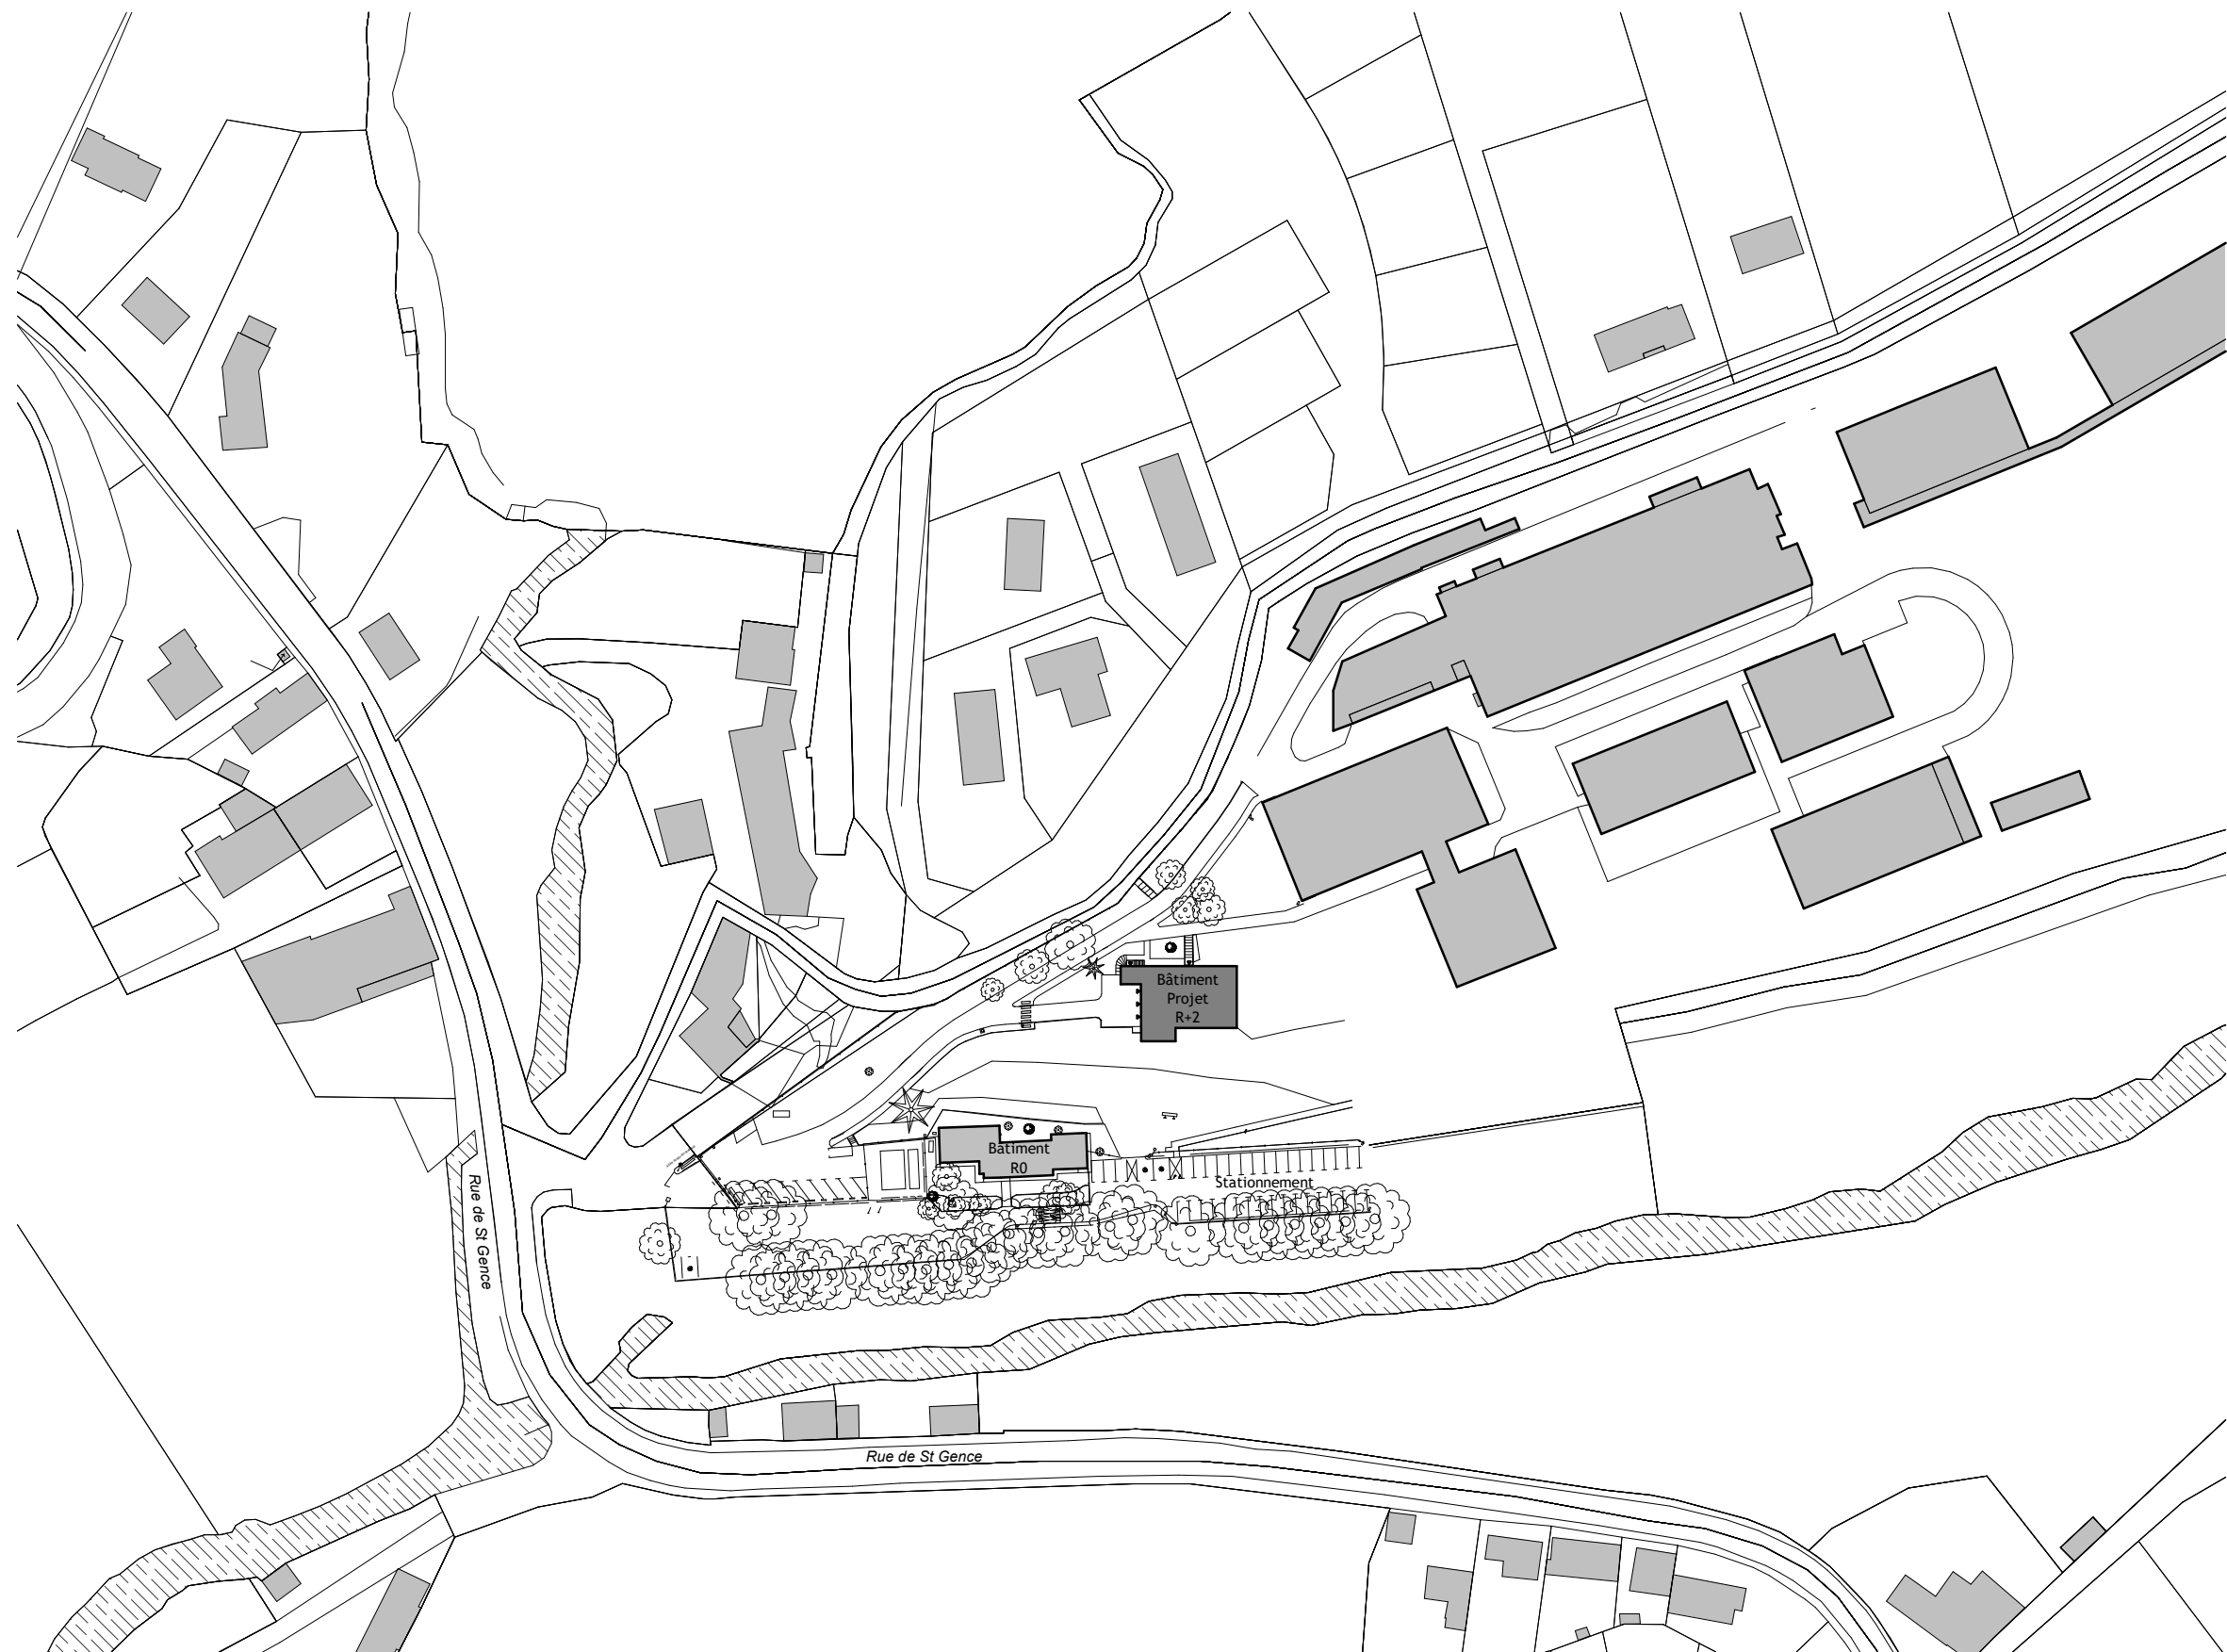 Bâtiment
Projet
R+2
Bâtiment
R0
Stationnement
Rue de St Gence
Rue de St Gence